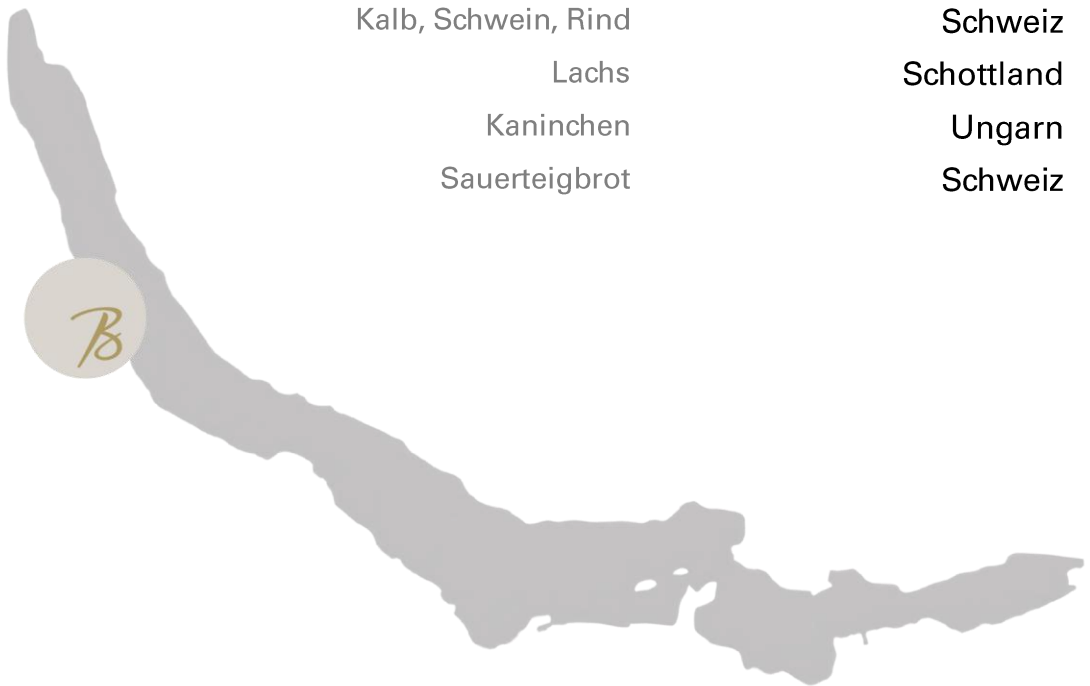 Kalb, Schwein, Rind Schweiz
Lachs Schottland
Kaninchen Ungarn
Sauerteigbrot Schweiz
B